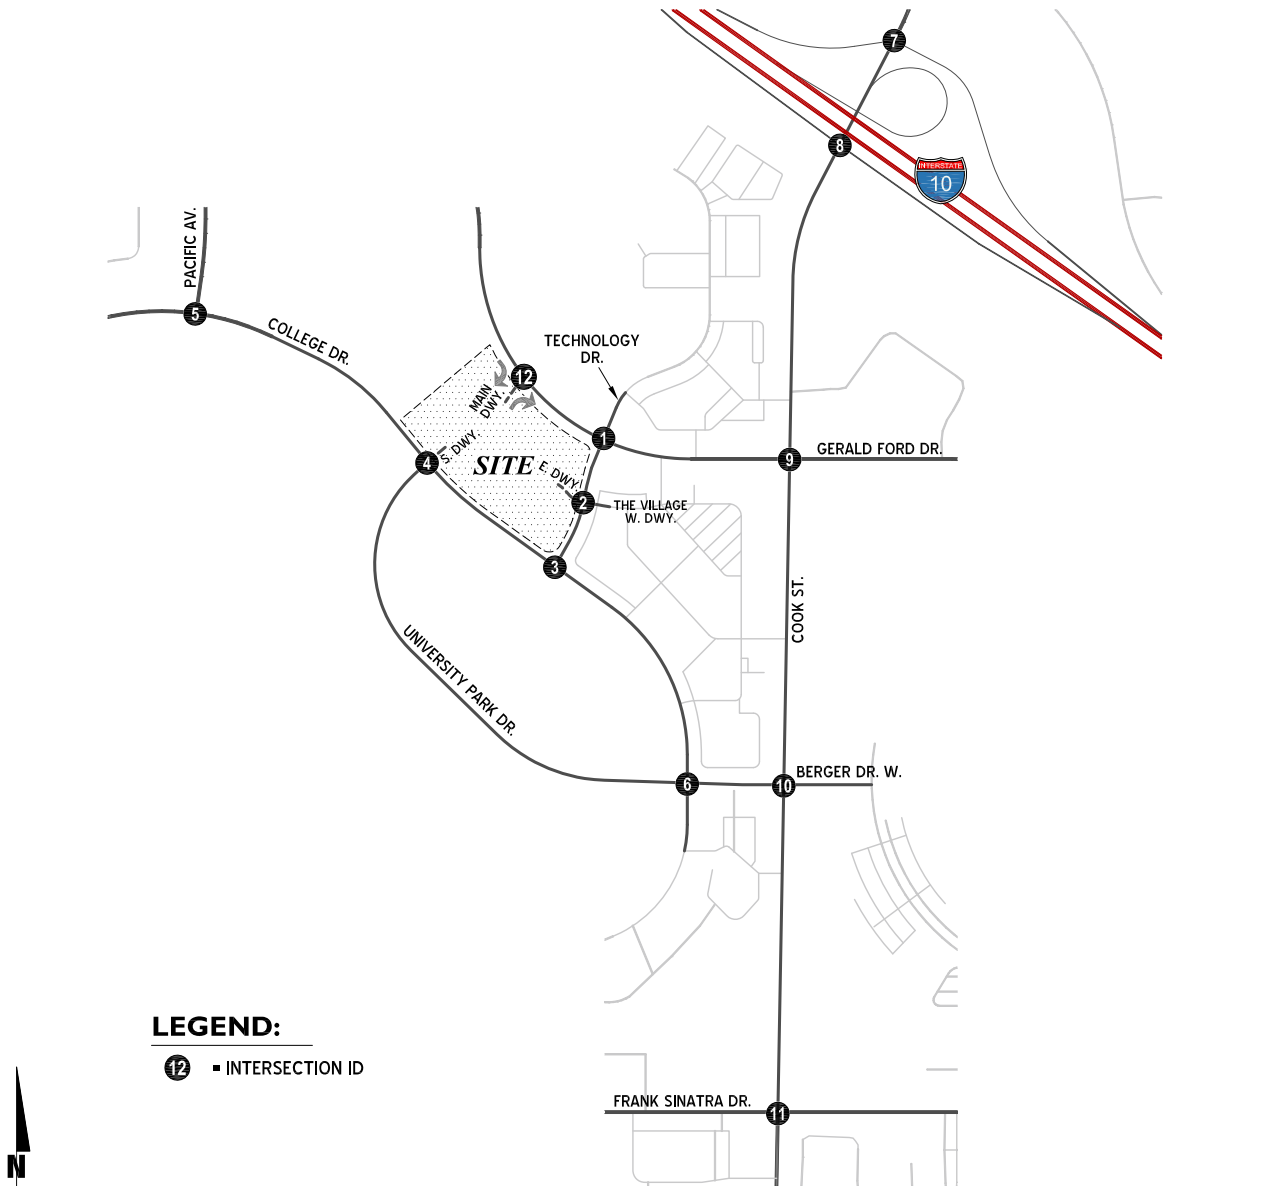 7
8
INTERSTATE
10
PACIFIC AV.
5
COLLEGE DR.
TECHNOLOGY
DR.
12
MAIN
DWY.
1
GERALD FORD DR.
9
4
S. DWY.
SITE
E. DWY.
2
THE VILLAGE
W. DWY.
3
COOK ST.
UNIVERSITY PARK DR.
6
10
BERGER DR. W.
LEGEND:
12 = INTERSECTION ID
FRANK SINATRA DR.
11
N